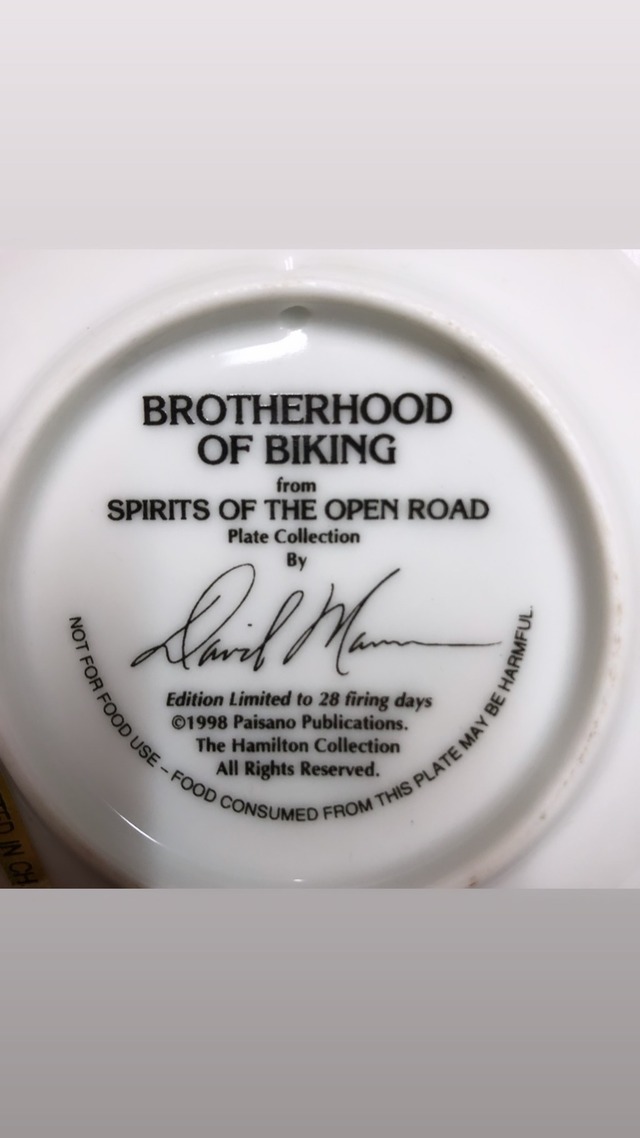 BROTHERHOOD
OF BIKING
from
SPIRITS OF THE OPEN ROAD
Plate Collection
By
David Mann
Edition Limited to 28 firing days
©1998 Paisano Publications.
The Hamilton Collection
All Rights Reserved.
NOT FOR FOOD USE – FOOD CONSUMED FROM THIS PLATE MAY BE HARMFUL.